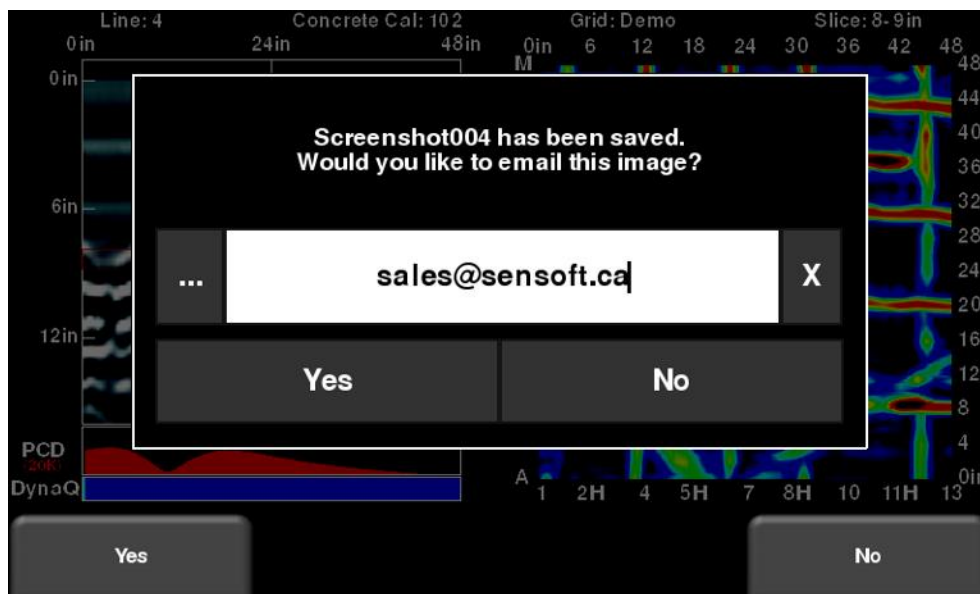 Line: 4 Concrete Cal: 102 Grid: Demo Slice: 8-9in
0in 24in 48in 0in 6 12 18 24 30 36 42 48
M
0in
6in
12in
48
44
40
36
32
28
24
20
16
12
8
4
0in
Screenshot004 has been saved.
Would you like to email this image?
... sales@sensoft.ca X
Yes No
PCD
(20K)
DynaQ
A
1 2H 4 5H 7 8H 10 11H 13
Yes No